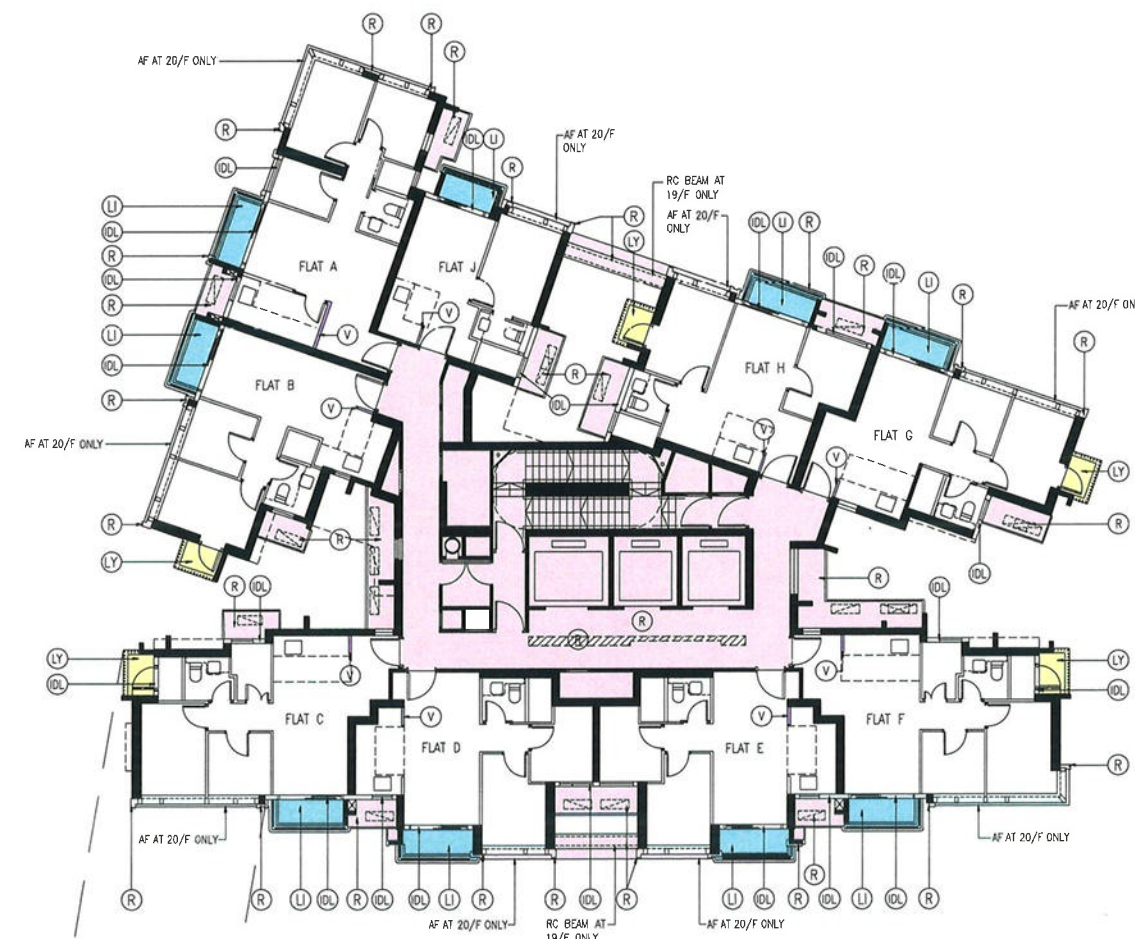 R
R
R
AF AT 20/F ONLY
R
IDL
LI
AF AT 20/F
ONLY
R
R
IDL
RC BEAM AT
19/F ONLY
AF AT 20/F
ONLY
R
LY
IDL
LI
R
LI
IDL
R
IDL
R
IDL
R
IDL
LI
R
AF AT 20/F ON
R
FLAT A
FLAT J
V
V
LI
IDL
FLAT H
FLAT B
R
IDL
R
V
V
FLAT G
V
AF AT 20/F ONLY
LY
R
R
R
LY
IDL
R
IDL
R
IDL
R
R
LY
IDL
V
V
LY
IDL
FLAT C
V
FLAT D
FLAT E
V
FLAT F
R
AF AT 20/F ONLY
AF AT 20/F ONLY
R
R
LI
IDL
R
IDL
IDL
LI
R
R
IDL
R
LI
IDL
R
R
IDL
LI
IDL
R
AF AT 20/F ONLY
RC BEAM AT
19/F ONLY
AF AT 20/F ONLY